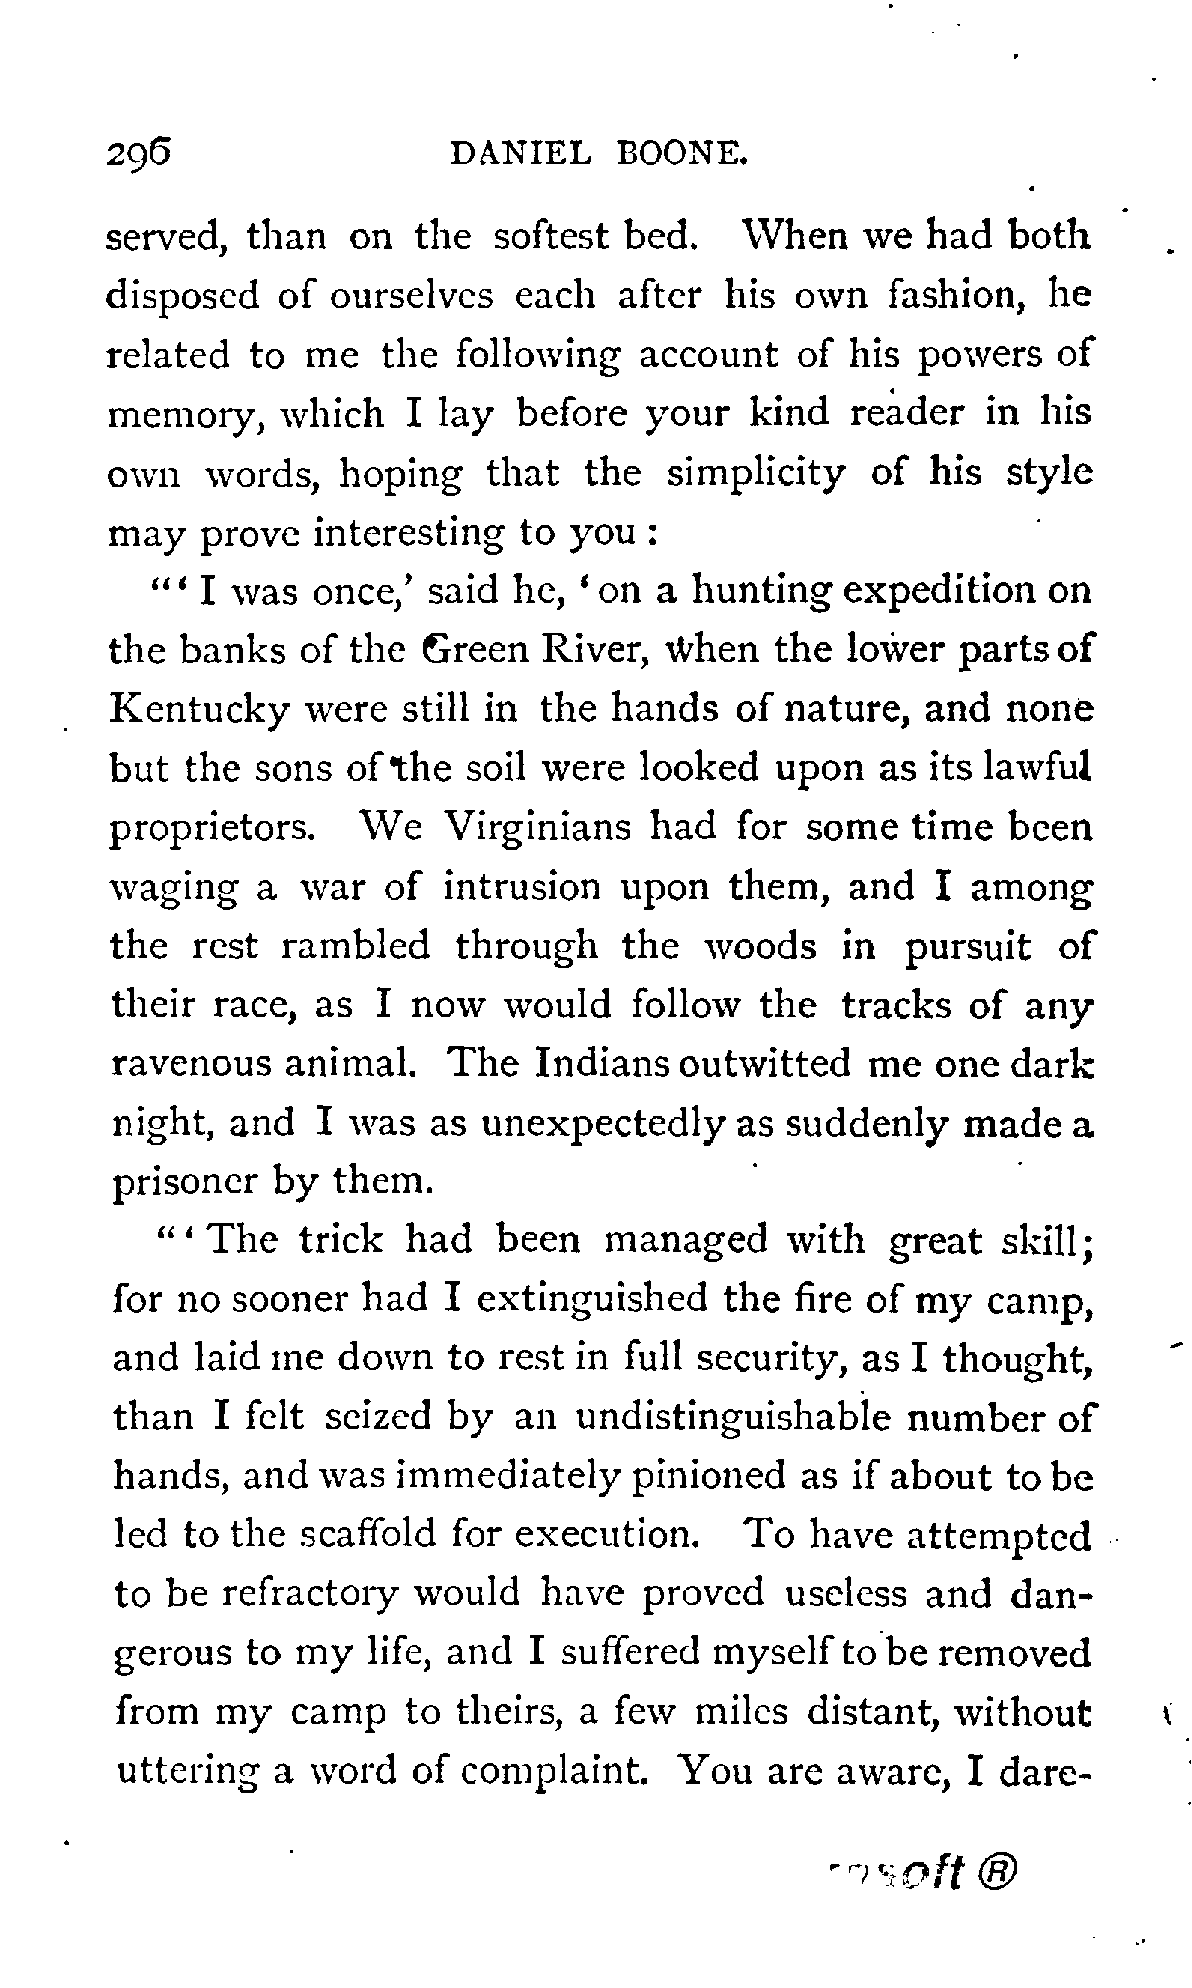 296 DANIEL BOONE.
served, than on the softest bed. When we had both
disposed of ourselves each after his own fashion, he
related to me the following account of his powers of
memory, which I lay before your kind reader in his
own words, hoping that the simplicity of his style
may prove interesting to you :
"' I was once,' said he, ' on a hunting expedition on
the banks of the Green River, when the lower parts of
Kentucky were still in the hands of nature, and none
but the sons of the soil were looked upon as its lawful
proprietors. We Virginians had for some time been
waging a war of intrusion upon them, and I among
the rest rambled through the woods in pursuit of
their race, as I now would follow the tracks of any
ravenous animal. The Indians outwitted me one dark
night, and I was as unexpectedly as suddenly made a
prisoner by them.
"' The trick had been managed with great skill;
for no sooner had I extinguished the fire of my camp,
and laid me down to rest in full security, as I thought,
than I felt seized by an undistinguishable number of
hands, and was immediately pinioned as if about to be
led to the scaffold for execution. To have attempted
to be refractory would have proved useless and dan-
gerous to my life, and I suffered myself to be removed
from my camp to theirs, a few miles distant, without
uttering a word of complaint. You are aware, I dare-
soft ®